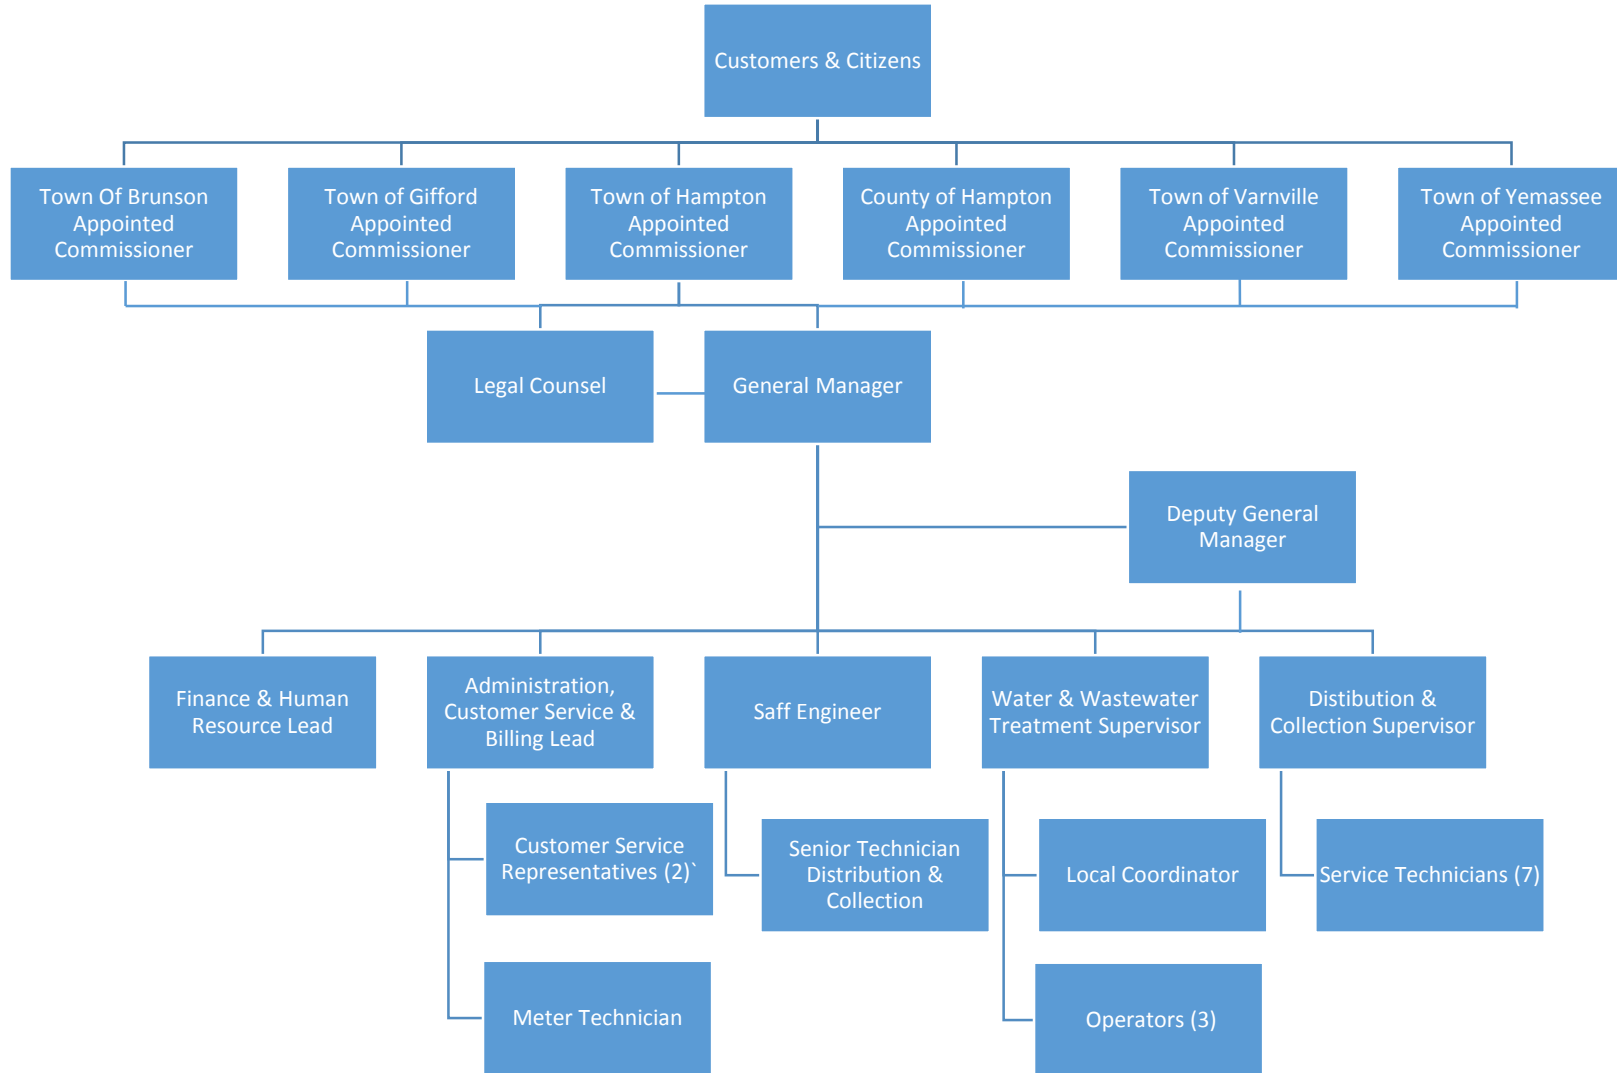 Customers & Citizens
Town Of Brunson
Appointed
Commissioner
Town of Gifford
Appointed
Commissioner
Town of Hampton
Appointed
Commissioner
County of Hampton
Appointed
Commissioner
Town of Varnville
Appointed
Commissioner
Town of Yemassee
Appointed
Commissioner
Legal Counsel
General Manager
Deputy General
Manager
Finance & Human
Resource Lead
Administration,
Customer Service &
Billing Lead
Saff Engineer
Water & Wastewater
Treatment Supervisor
Distibution &
Collection Supervisor
Customer Service
Representatives (2)`
Senior Technician
Distribution &
Collection
Local Coordinator
Service Technicians (7)
Meter Technician
Operators (3)